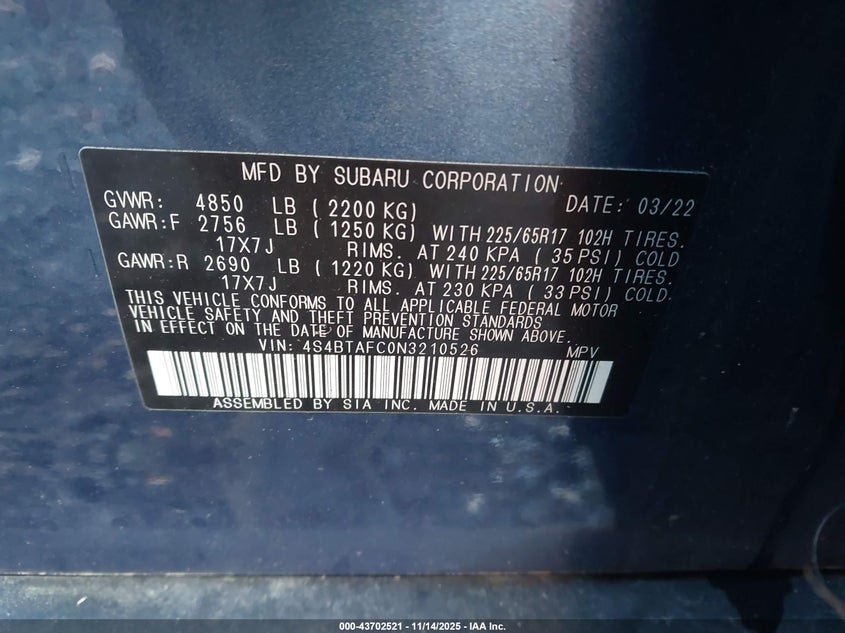 MFD BY SUBARU CORPORATION
GVWR: 4850 LB ( 2200 KG) DATE: 03/22
GAWR:F 2756 LB ( 1250 KG) WITH 225/65R17 102H TIRES.
17X7J RIMS. AT 240 KPA ( 35 PSI) COLD
GAWR:R 2690 LB ( 1220 KG) WITH 225/65R17 102H TIRES.
17X7J RIMS. AT 230 KPA ( 33 PSI) COLD.
THIS VEHICLE CONFORMS TO ALL APPLICABLE FEDERAL MOTOR
VEHICLE SAFETY AND THEFT PREVENTION STANDARDS
IN EFFECT ON THE DATE OF MANUFACTURE SHOWN ABOVE.
VIN: 4S4BTAFC0N3210526 MPV
ASSEMBLED BY SIA INC. MADE IN U.S.A.
000-43702521 - 11/14/2025 - IAA Inc.